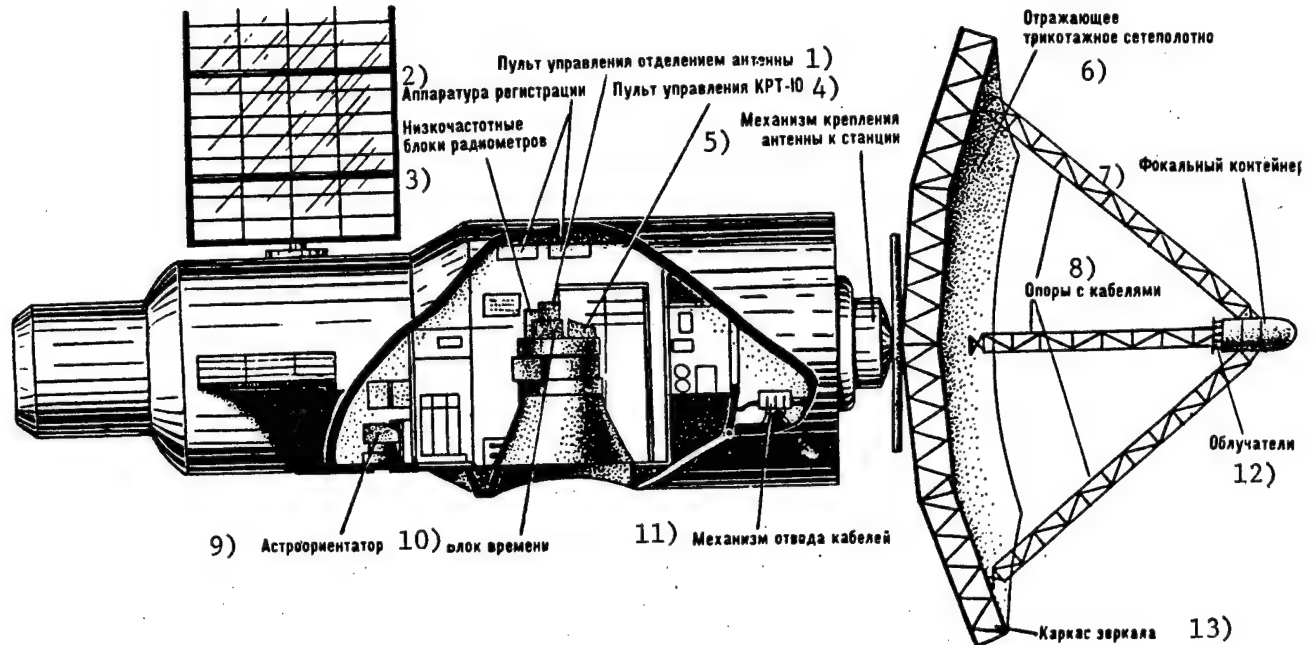 Отражающее
трикотажное сетеполотно
6)
Пульт управления отделением антенны 1)
2)
Аппаратура регистрации
Пульт управления КРТ-10 4)
Низкочастотные
блоки радиометров
3)
5)
Механизм крепления
антенны к станции
7)
Фокальный контейнер
8)
Опоры с кабелями
Облучатели
12)
9) Астроориентатор
10) Блок времени
11) Механизм отвода кабелей
Каркас зеркала 13)